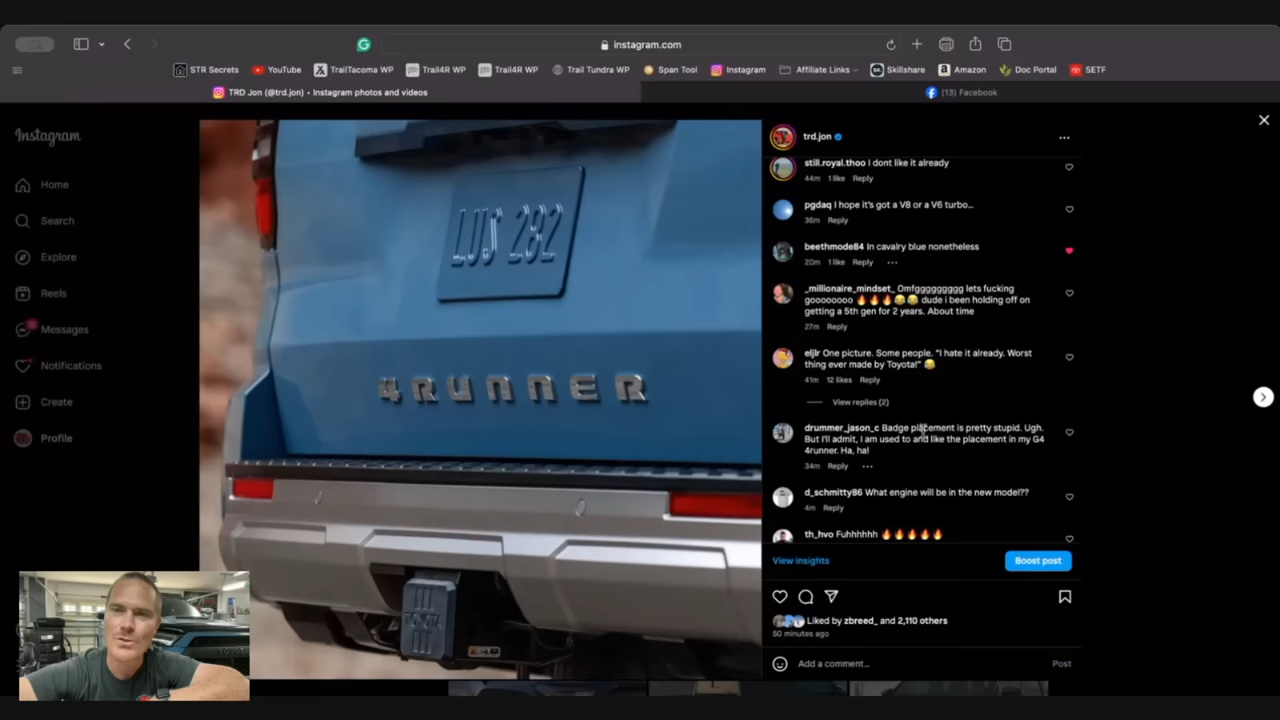 instagram.com
STR Secrets
YouTube
TrailTacoma WP
Trail4R WP
Trail4R WP
Trail Tundra WP
Span Tool
Instagram
Affiliate Links
Skillshare
Amazon
Doc Portal
SETF
TRD Jon (@trd.jon) • Instagram photos and videos
(13) Facebook
Instagram
Home
Search
Explore
Reels
Messages
Notifications
Create
Profile
LUS 282
4RUNNER
TOYOTA
trd.jon
still.royal.thoo I dont like it already
44m 1 like Reply
pgdaq I hope it's got a V8 or a V6 turbo...
36m Reply
beethmode84 In cavalry blue nonetheless
20m 1 like Reply
_millionaire_mindset_ Omfggggggggg lets fucking
goooooooo 🔥🔥🔥😂😂 dude i been holding off on
getting a 5th gen for 2 years. About time
27m Reply
eljlr One picture. Some people. "I hate it already. Worst
thing ever made by Toyota!" 😂
41m 12 likes Reply
View replies (2)
drummer_jason_c Badge placement is pretty stupid. Ugh.
But I'll admit, I am used to and like the placement in my G4
4runner. Ha, ha!
34m Reply
d_schmitty86 What engine will be in the new model??
4m Reply
th_hvo Fuhhhhhh 🔥🔥🔥🔥🔥
View insights
Boost post
Liked by zbreed_ and 2,110 others
50 minutes ago
Add a comment...
Post